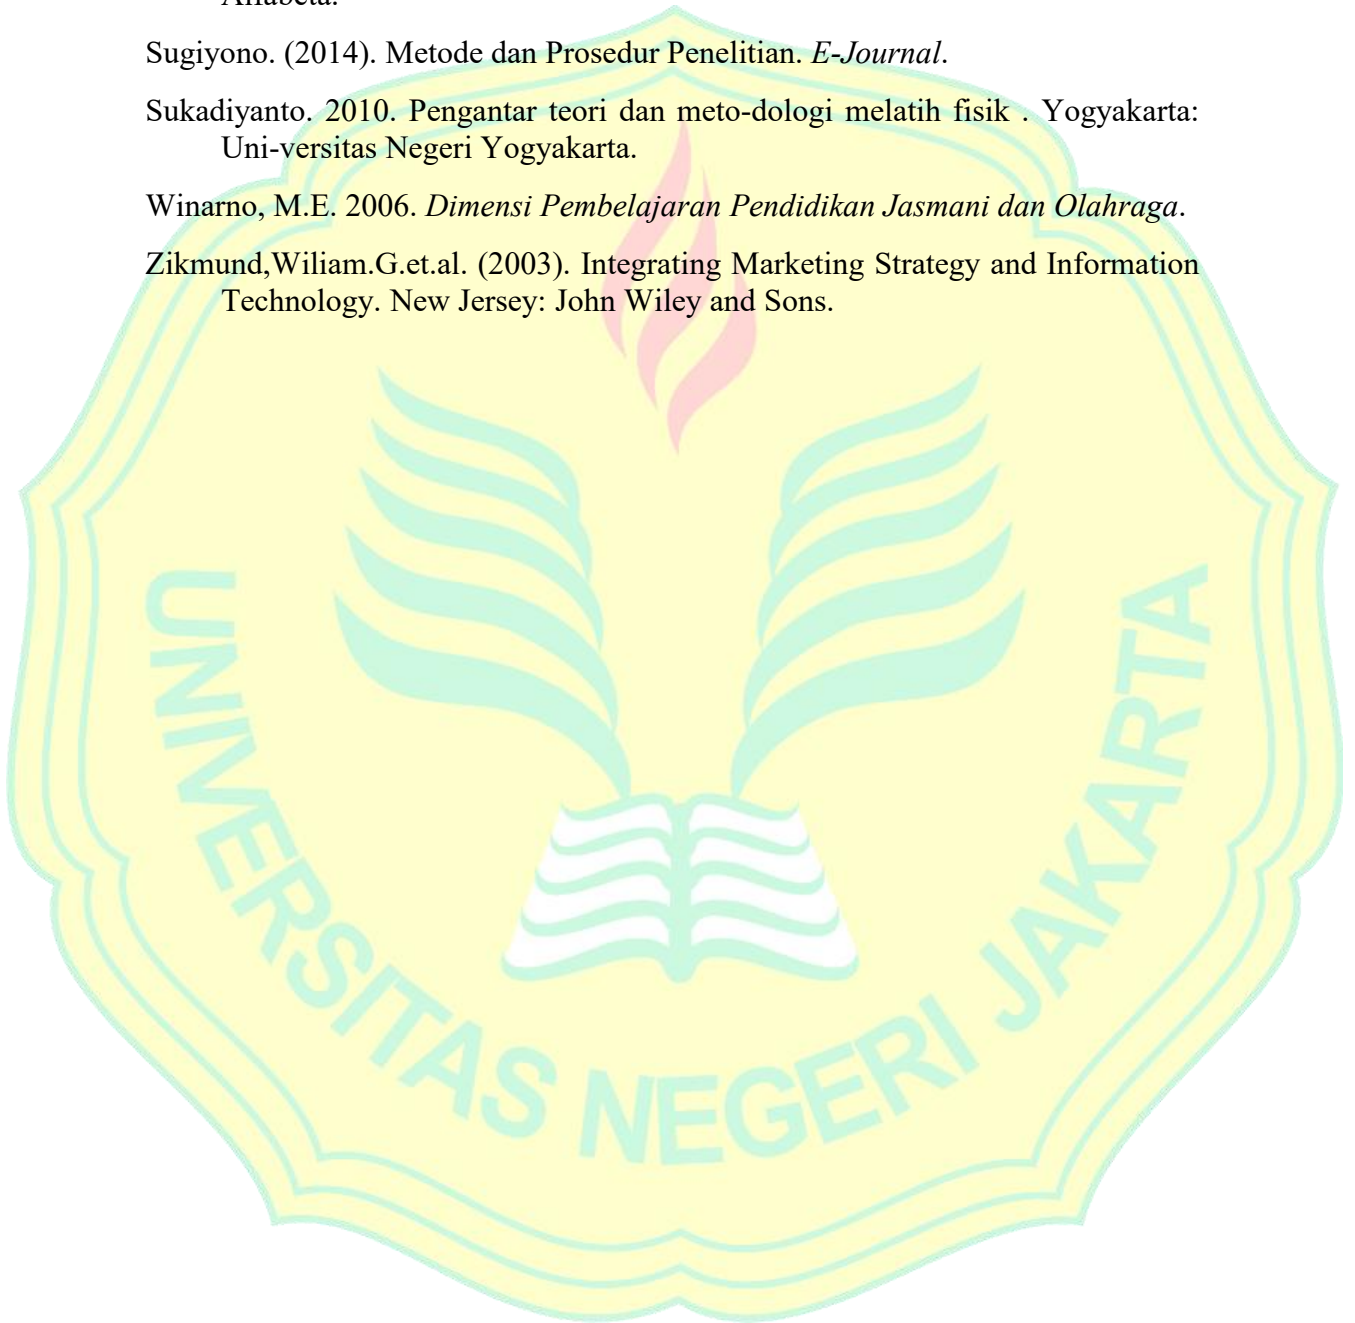 Alfabeta.
Sugiyono. (2014). Metode dan Prosedur Penelitian. E-Journal.
Sukadiyanto. 2010. Pengantar teori dan meto-dologi melatih fisik . Yogyakarta:
Uni-versitas Negeri Yogyakarta.
Winarno, M.E. 2006. Dimensi Pembelajaran Pendidikan Jasmani dan Olahraga.
Zikmund,Wiliam.G.et.al. (2003). Integrating Marketing Strategy and Information
Technology. New Jersey: John Wiley and Sons.
UNIVERSITAS NEGERI JAKARTA